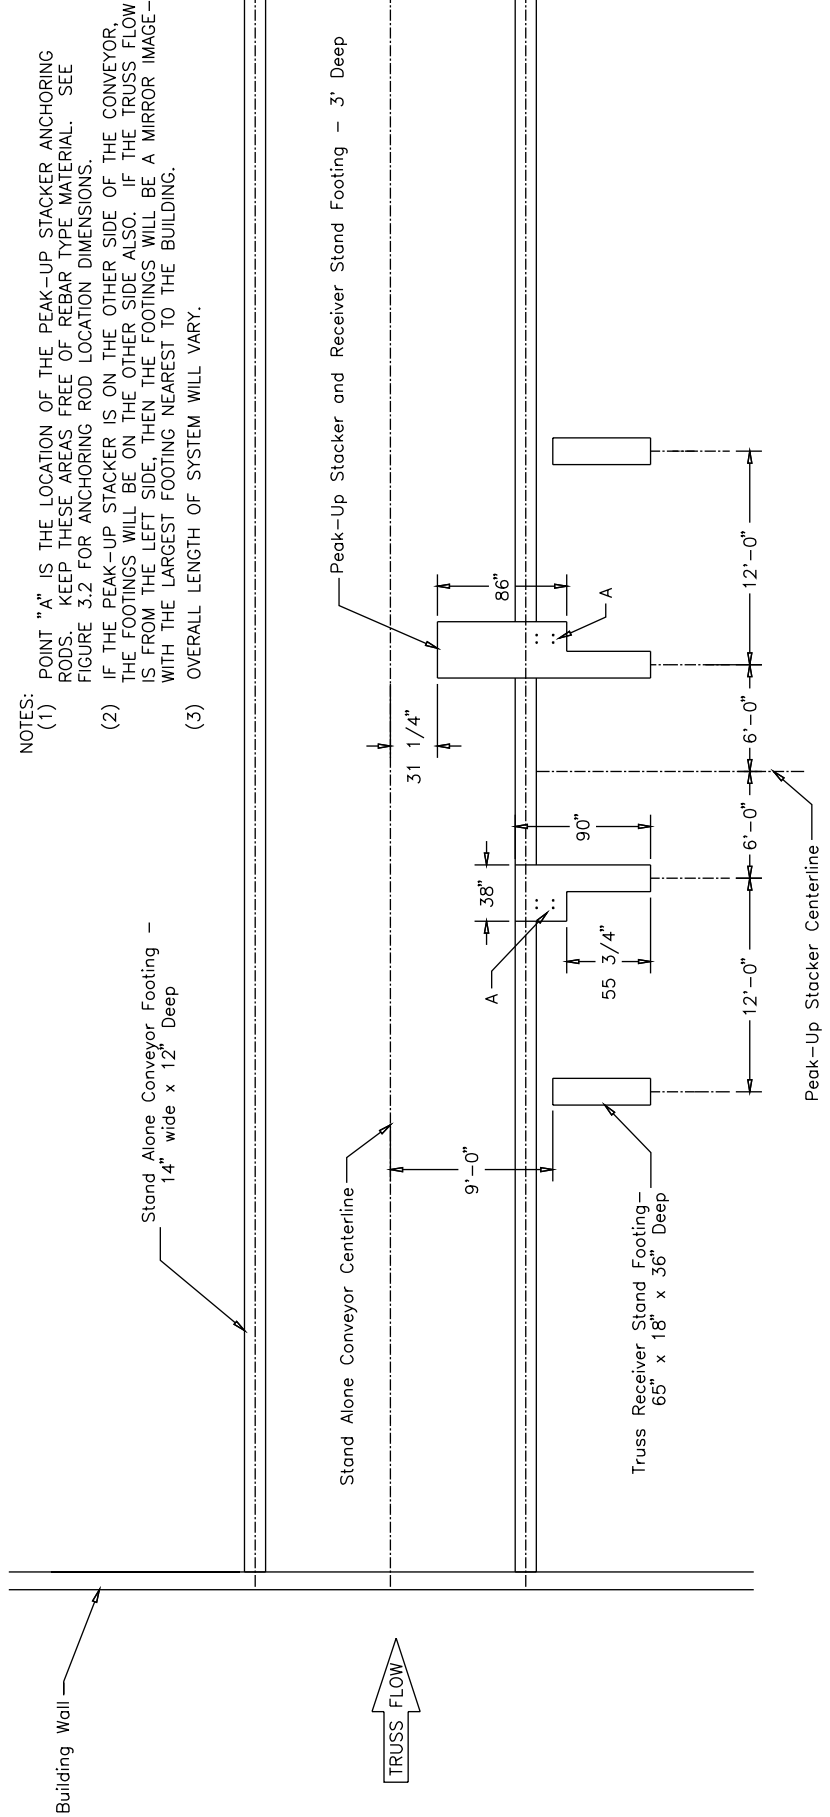 NOTES:
(1) POINT "A" IS THE LOCATION OF THE PEAK-UP STACKER ANCHORING
RODS. KEEP THESE AREAS FREE OF REBAR TYPE MATERIAL. SEE
FIGURE 3.2 FOR ANCHORING ROD LOCATION DIMENSIONS.
(2) IF THE PEAK-UP STACKER IS ON THE OTHER SIDE OF THE CONVEYOR,
THE FOOTINGS WILL BE ON THE OTHER SIDE ALSO. IF THE TRUSS FLOW
IS FROM THE LEFT SIDE, THEN THE FOOTINGS WILL BE A MIRROR IMAGE-
WITH THE LARGEST FOOTING NEAREST TO THE BUILDING.
(3) OVERALL LENGTH OF SYSTEM WILL VARY.
Building Wall
Stand Alone Conveyor Footing -
14" wide x 12" Deep
Peak-Up Stacker and Receiver Stand Footing - 3' Deep
TRUSS FLOW
Stand Alone Conveyor Centerline
31 1/4"
86"
9'-0"
A
38"
90"
A
55 3/4"
Truss Receiver Stand Footing-
65" x 18" x 36" Deep
12'-0"
6'-0"
6'-0"
12'-0"
Peak-Up Stacker Centerline